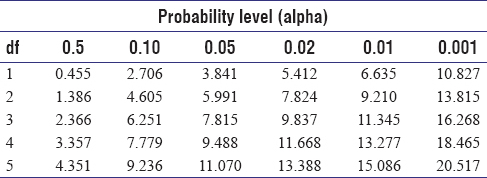 Probability level (alpha)
df 0.5 0.10 0.05 0.02 0.01 0.001
1 0.455 2.706 3.841 5.412 6.635 10.827
2 1.386 4.605 5.991 7.824 9.210 13.815
3 2.366 6.251 7.815 9.837 11.345 16.268
4 3.357 7.779 9.488 11.668 13.277 18.465
5 4.351 9.236 11.070 13.388 15.086 20.517